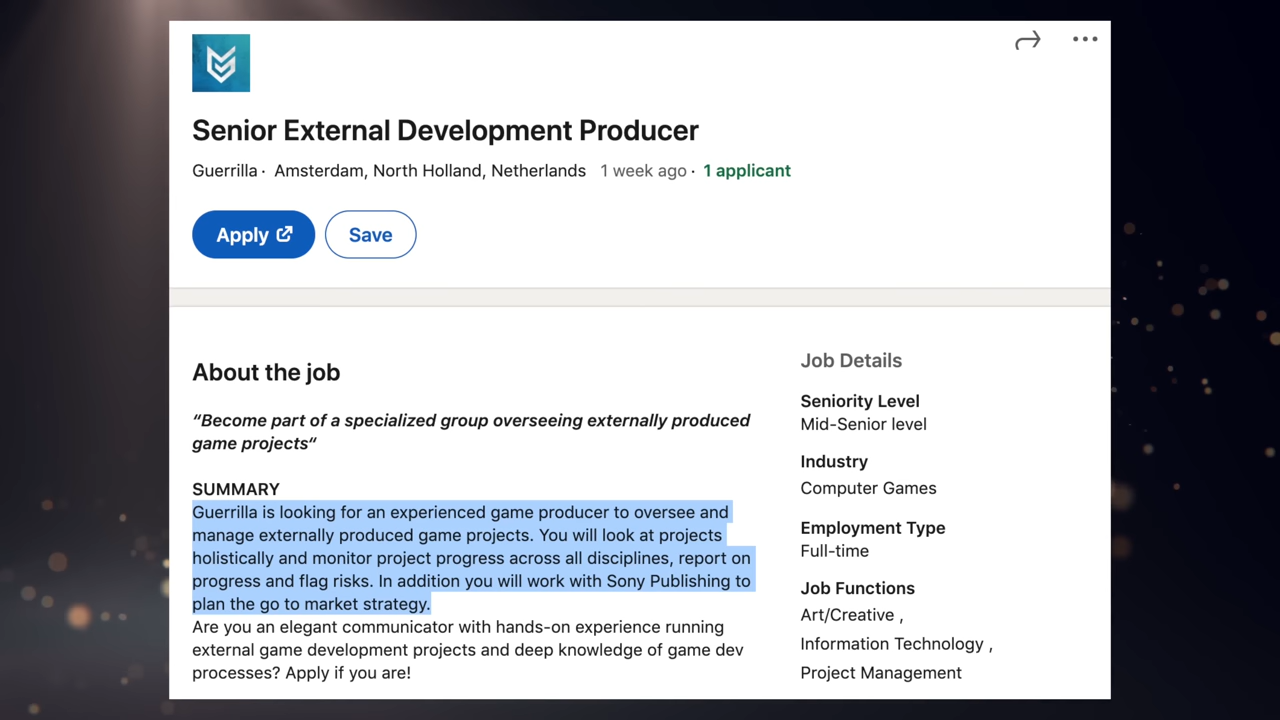 Senior External Development Producer
Guerrilla · Amsterdam, North Holland, Netherlands 1 week ago · 1 applicant
Apply
Save
About the job
“Become part of a specialized group overseeing externally produced
game projects“
SUMMARY
Guerrilla is looking for an experienced game producer to oversee and
manage externally produced game projects. You will look at projects
holistically and monitor project progress across all disciplines, report on
progress and flag risks. In addition you will work with Sony Publishing to
plan the go to market strategy.
Are you an elegant communicator with hands-on experience running
external game development projects and deep knowledge of game dev
processes? Apply if you are!
Job Details
Seniority Level
Mid-Senior level
Industry
Computer Games
Employment Type
Full-time
Job Functions
Art/Creative ,
Information Technology ,
Project Management